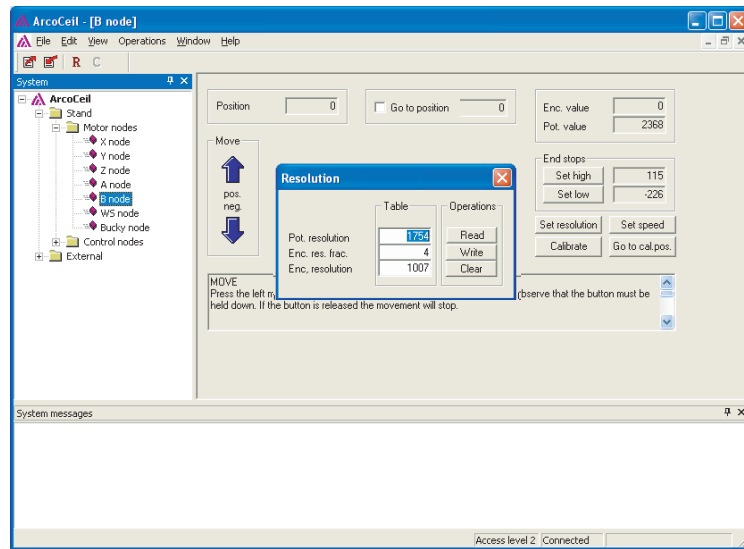 ArcoCeil - [B node]
File Edit View Operations Window Help
R C
System
ArcoCeil
Stand
Motor nodes
X node
Y node
Z node
A node
B node
WS node
Bucky node
Control nodes
External
Position 0
Go to position 0
Enc. value 0
Pot. value 2368
Move
pos.
neg.
End stops
Set high 115
Set low -226
Set resolution Set speed
Calibrate Go to cal.pos.
Resolution
Table Operations
Pot. resolution 1754 Read
Enc. res. frac. 4 Write
Enc, resolution 1007 Clear
MOVE
Press the left bserve that the button must be
held down. If the button is released the movement will stop.
System messages
Access level 2 Connected